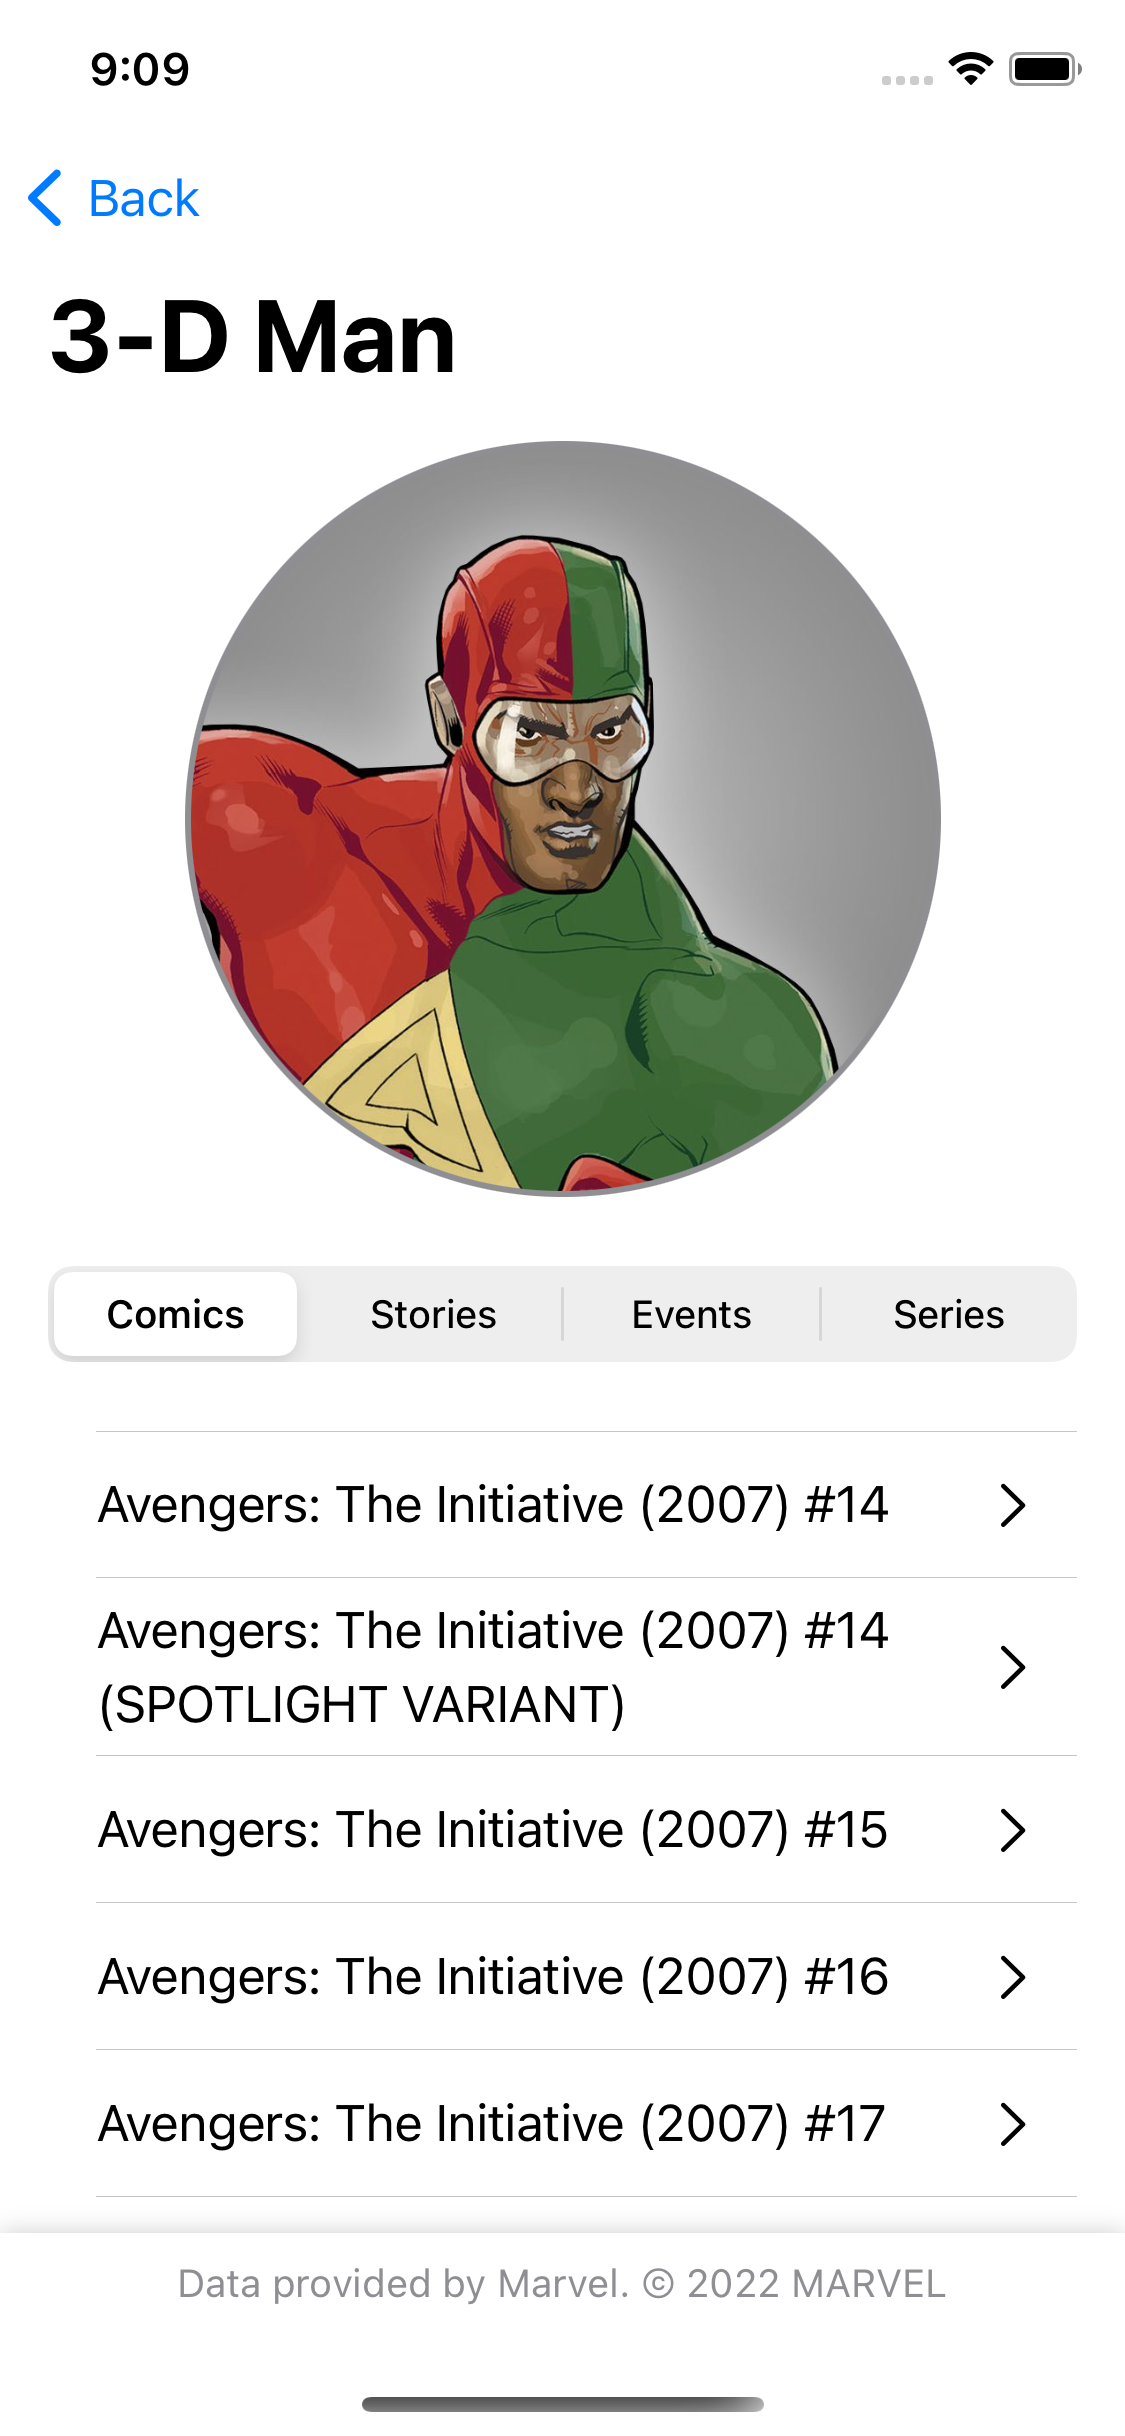 9:09
Back
3-D Man
Comics
Stories
Events
Series
Avengers: The Initiative (2007) #14
Avengers: The Initiative (2007) #14
(SPOTLIGHT VARIANT)
Avengers: The Initiative (2007) #15
Avengers: The Initiative (2007) #16
Avengers: The Initiative (2007) #17
Data provided by Marvel. © 2022 MARVEL